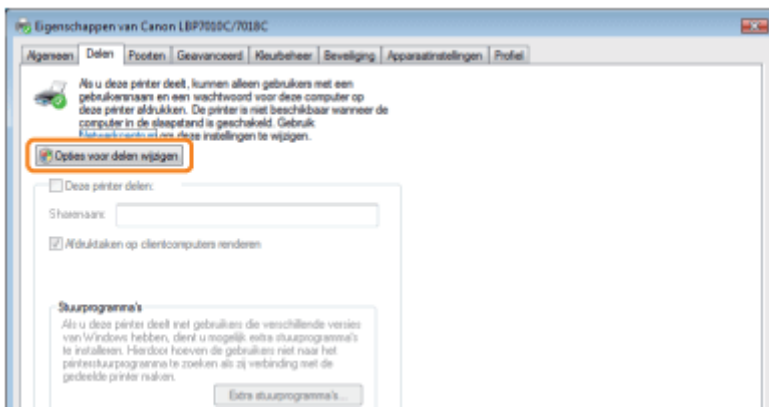 Eigenschappen van Canon LBP7010C/7018C
Algemeen Delen Poorten Geavanceerd Kleurbeheer Beveiliging Apparaatinstellingen Profiel
Als u deze printer deelt, kunnen alleen gebruikers met een
gebruikersnaam en een wachtwoord voor deze computer op
deze printer afdrukken. De printer is niet beschikbaar wanneer de
computer in de slaapstand is geschakeld. Gebruik
Netwerkcentrum om deze instellingen te wijzigen.
Opties voor delen wijzigen
Deze printer delen:
Sharenaam:
Afdruktaken op clientcomputers renderen
Stuurprogramma's
Als u deze printer deelt met gebruikers die verschillende versies
van Windows hebben, dient u mogelijk extra stuurprogramma's
te installeren. Hierdoor hoeven de gebruikers niet naar het
printerstuurprogramma te zoeken als zij verbinding met de
gedeelde printer maken.
Extra stuurprogramma's...